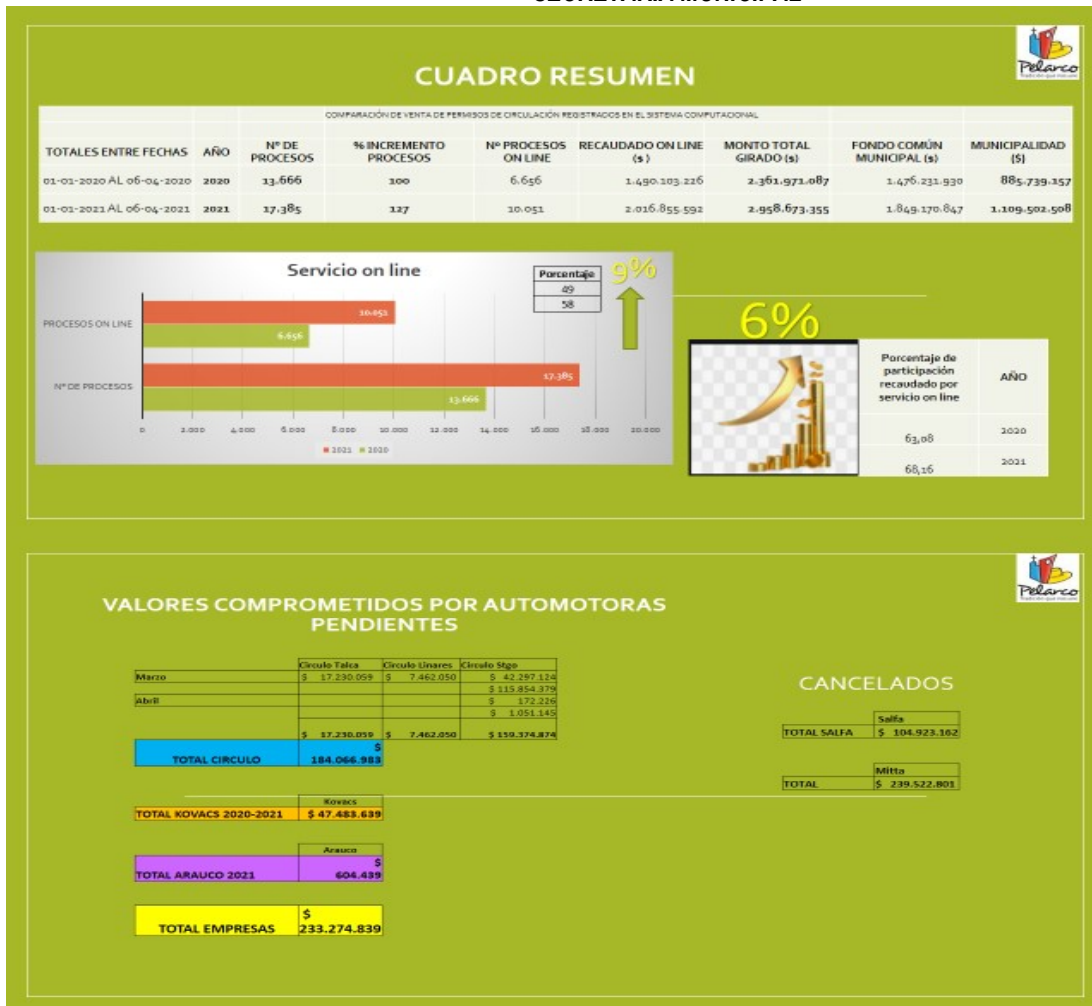 SECRETARIA MUNICIPAL
Pelarco
CUADRO RESUMEN
COMPARACIÓN DE VENTA DE PERMISOS DE CIRCULACIÓN REGISTRADOS EN EL SISTEMA COMPUTACIONAL
TOTALES ENTRE FECHAS AÑO Nº DE PROCESOS % INCREMENTO PROCESOS Nº PROCESOS ON LINE RECAUDADO ON LINE ($) MONTO TOTAL GIRADO ($) FONDO COMÚN MUNICIPAL ($) MUNICIPALIDAD ($)
01-01-2020 AL 06-04-2020 2020 13.666 100 6.656 1.490.103.226 2.361.971.087 1.476.231.930 885.739.157
01-01-2021 AL 06-04-2021 2021 17.385 127 10.051 2.016.855.592 2.958.673.355 1.849.170.847 1.109.502.508
Servicio on line
Porcentaje
49
58
9%
PROCESOS ON LINE
10.051
6.656
Nº DE PROCESOS
17.385
13.666
0 2.000 4.000 6.000 8.000 10.000 12.000 14.000 16.000 18.000 20.000
2021 2020
6%
Porcentaje de participación recaudado por servicio on line AÑO
63,08 2020
68,16 2021
Pelarco
VALORES COMPROMETIDOS POR AUTOMOTORAS
PENDIENTES
Circulo Talca Circulo Linares Circulo Stgo
Marzo $ 17.230.059 $ 7.462.050 $ 42.297.124
$ 115.854.379
Abril $ 172.226
$ 1.051.145
$ 17.230.059 $ 7.462.050 $ 159.374.874
TOTAL CIRCULO $ 184.066.983
Kovacs
TOTAL KOVACS 2020-2021 $ 47.483.639
Arauco
TOTAL ARAUCO 2021 $ 604.439
TOTAL EMPRESAS $ 233.274.839
CANCELADOS
Salfa
TOTAL SALFA $ 104.923.162
Mitta
TOTAL $ 239.522.801